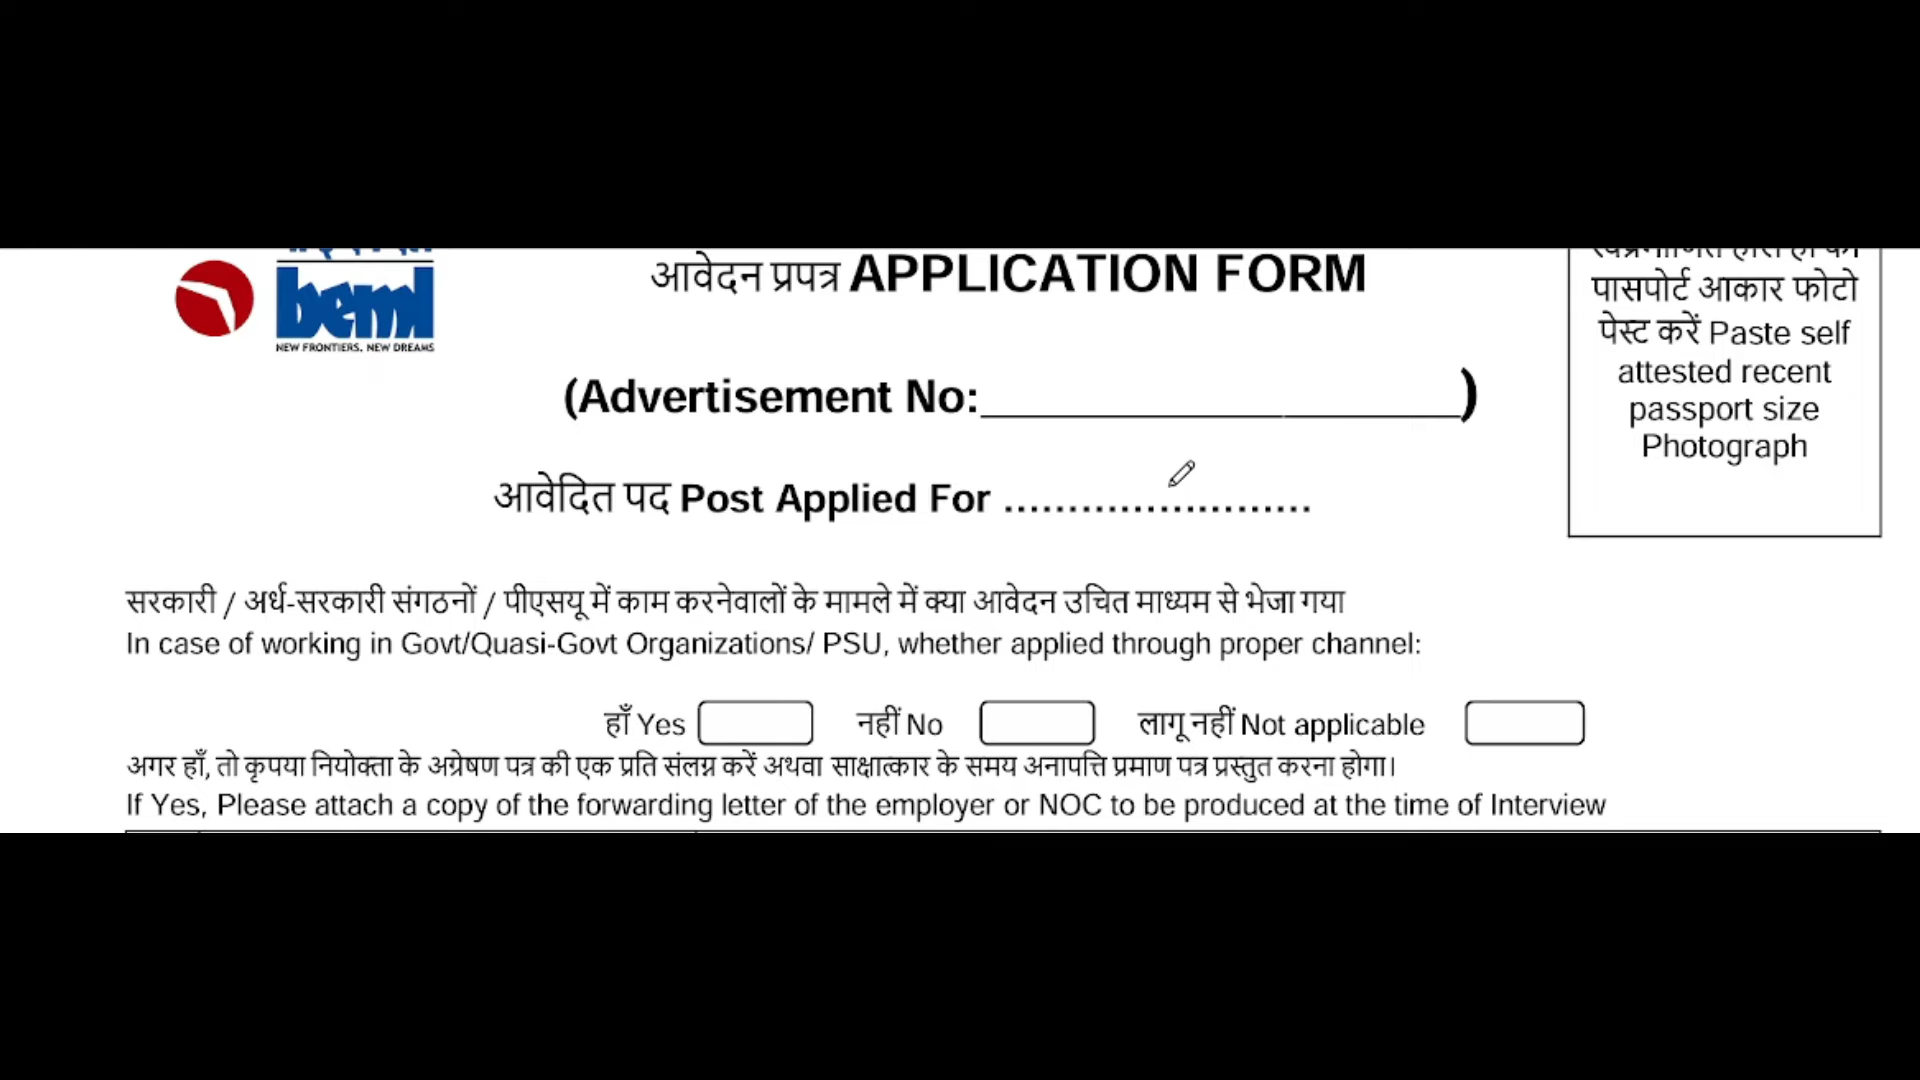 beml
NEW FRONTIERS. NEW DREAMS
आवेदन प्रपत्र APPLICATION FORM
(Advertisement No:____________________)
आवेदित पद Post Applied For ........................
पासपोर्ट आकार फोटो
पेस्ट करें Paste self
attested recent
passport size
Photograph
सरकारी / अर्ध-सरकारी संगठनों / पीएसयू में काम करनेवालों के मामले में क्या आवेदन उचित माध्यम से भेजा गया
In case of working in Govt/Quasi-Govt Organizations/ PSU, whether applied through proper channel:
हाँ Yes नहीं No लागू नहीं Not applicable
अगर हाँ, तो कृपया नियोक्ता के अग्रेषण पत्र की एक प्रति संलग्न करें अथवा साक्षात्कार के समय अनापत्ति प्रमाण पत्र प्रस्तुत करना होगा।
If Yes, Please attach a copy of the forwarding letter of the employer or NOC to be produced at the time of Interview